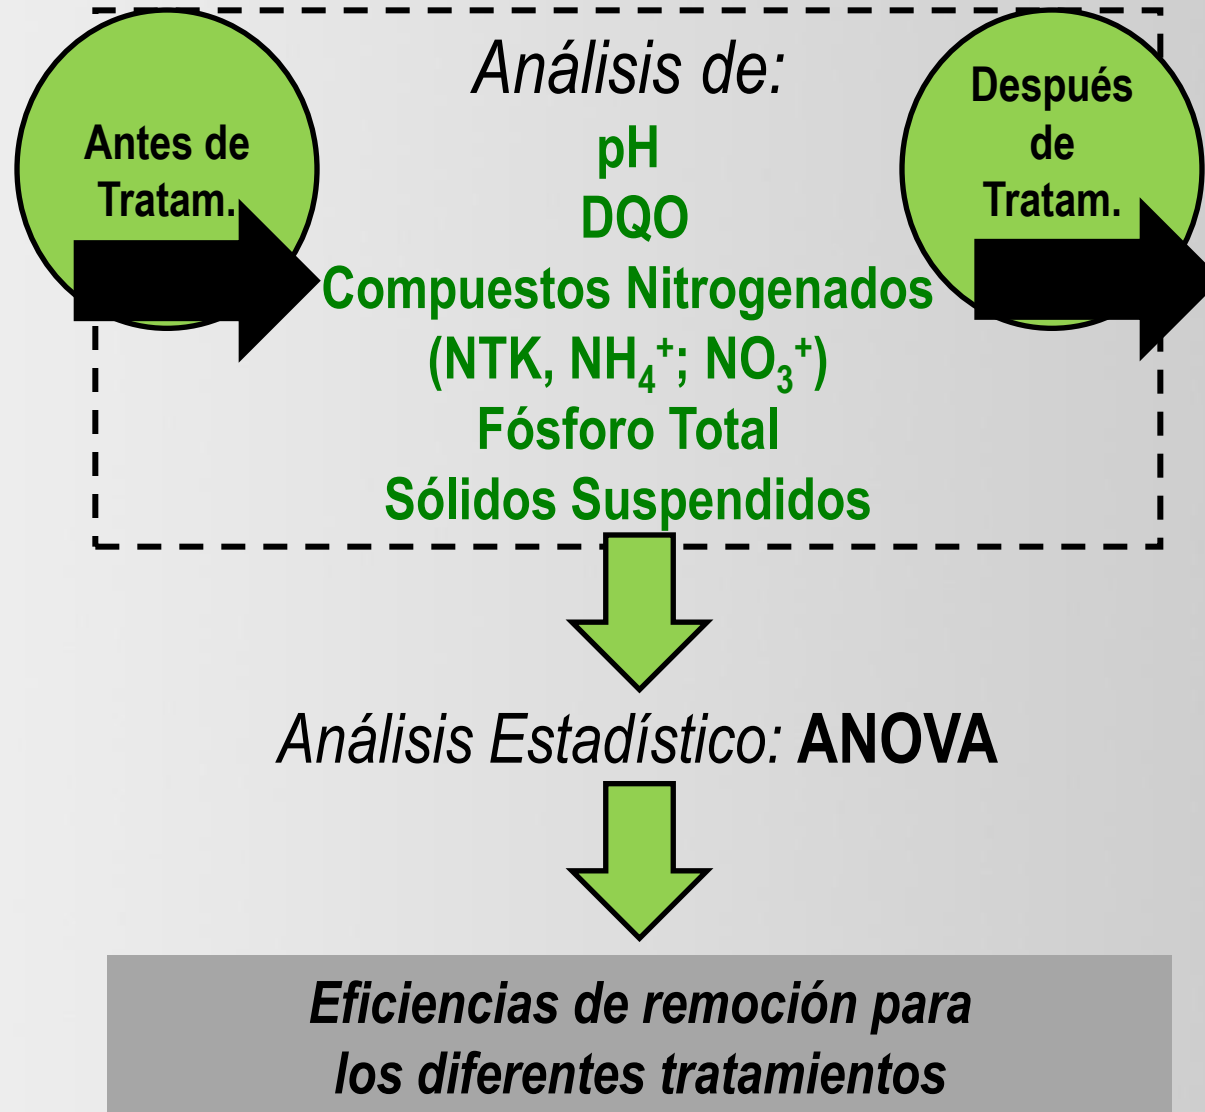 Antes de
Tratam.
Análisis de:
pH
DQO
Compuestos Nitrogenados
(NTK, NH₄⁺; NO₃⁺)
Fósforo Total
Sólidos Suspendidos
Después
de
Tratam.
Análisis Estadístico: ANOVA
Eficiencias de remoción para
los diferentes tratamientos